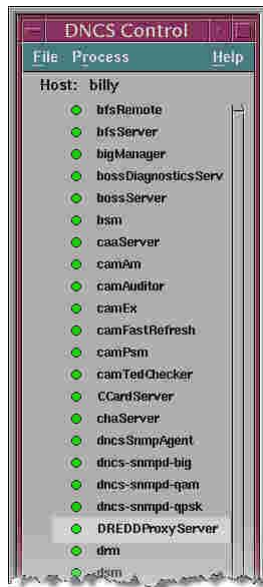 DNCS Control
File Process Help
Host: billy
bfsRemote
bfsServer
bigManager
bossDiagnosticsServ
bossServer
bsm
caaServer
camAm
camAuditor
camEx
camFastRefresh
camPsm
camTedChecker
CCardServer
chaServer
dncsSnmpAgent
dncs-snmpd-big
dncs-snmpd-qam
dncs-snmpd-qpsk
DREDDProxyServer
drm
dsm